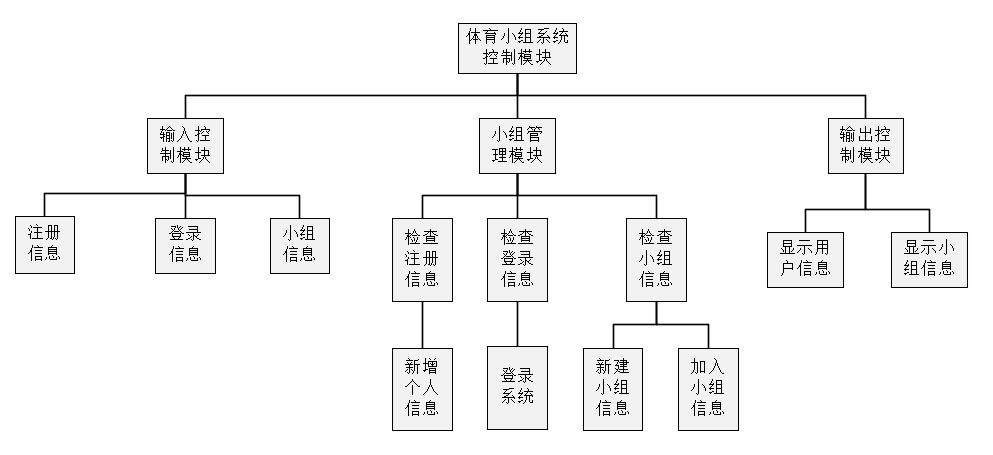 体育小组系统
控制模块
输入控
制模块
小组管
理模块
输出控
制模块
注册
信息
登录
信息
小组
信息
检查
注册
信息
检查
登录
信息
检查
小组
信息
显示用
户信息
显示小
组信息
新增
个人
信息
登录
系统
新建
小组
信息
加入
小组
信息